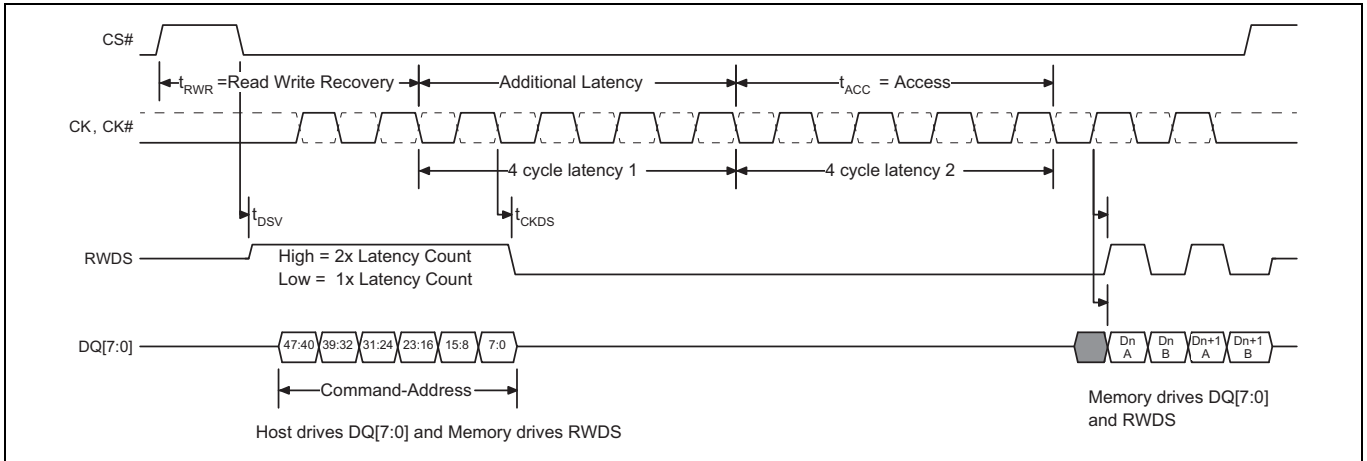 CS#
t_RWR =Read Write Recovery
Additional Latency
t_ACC = Access
CK, CK#
4 cycle latency 1
4 cycle latency 2
t_DSV
t_CKDS
RWDS
High = 2x Latency Count
Low = 1x Latency Count
DQ[7:0]
47:40 39:32 31:24 23:16 15:8 7:0
Dn A
Dn B
Dn+1 A
Dn+1 B
Command-Address
Host drives DQ[7:0] and Memory drives RWDS
Memory drives DQ[7:0]
and RWDS